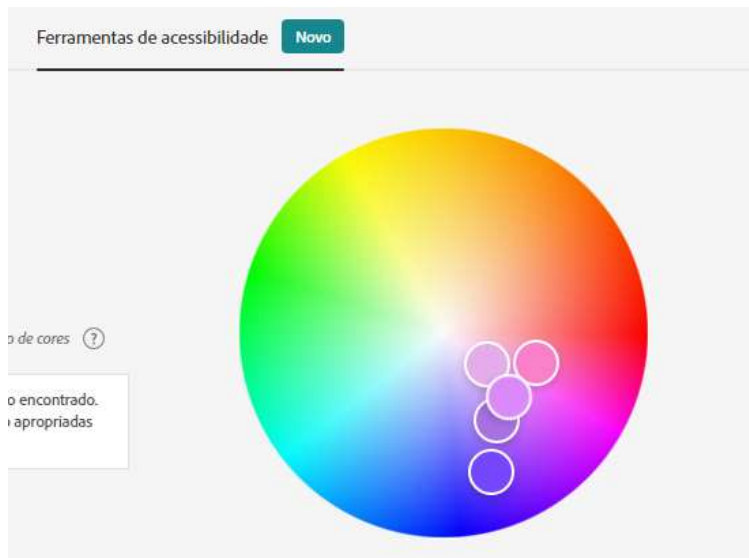 Ferramentas de acessibilidade Novo
de cores ?
encontrado.
apropriadas